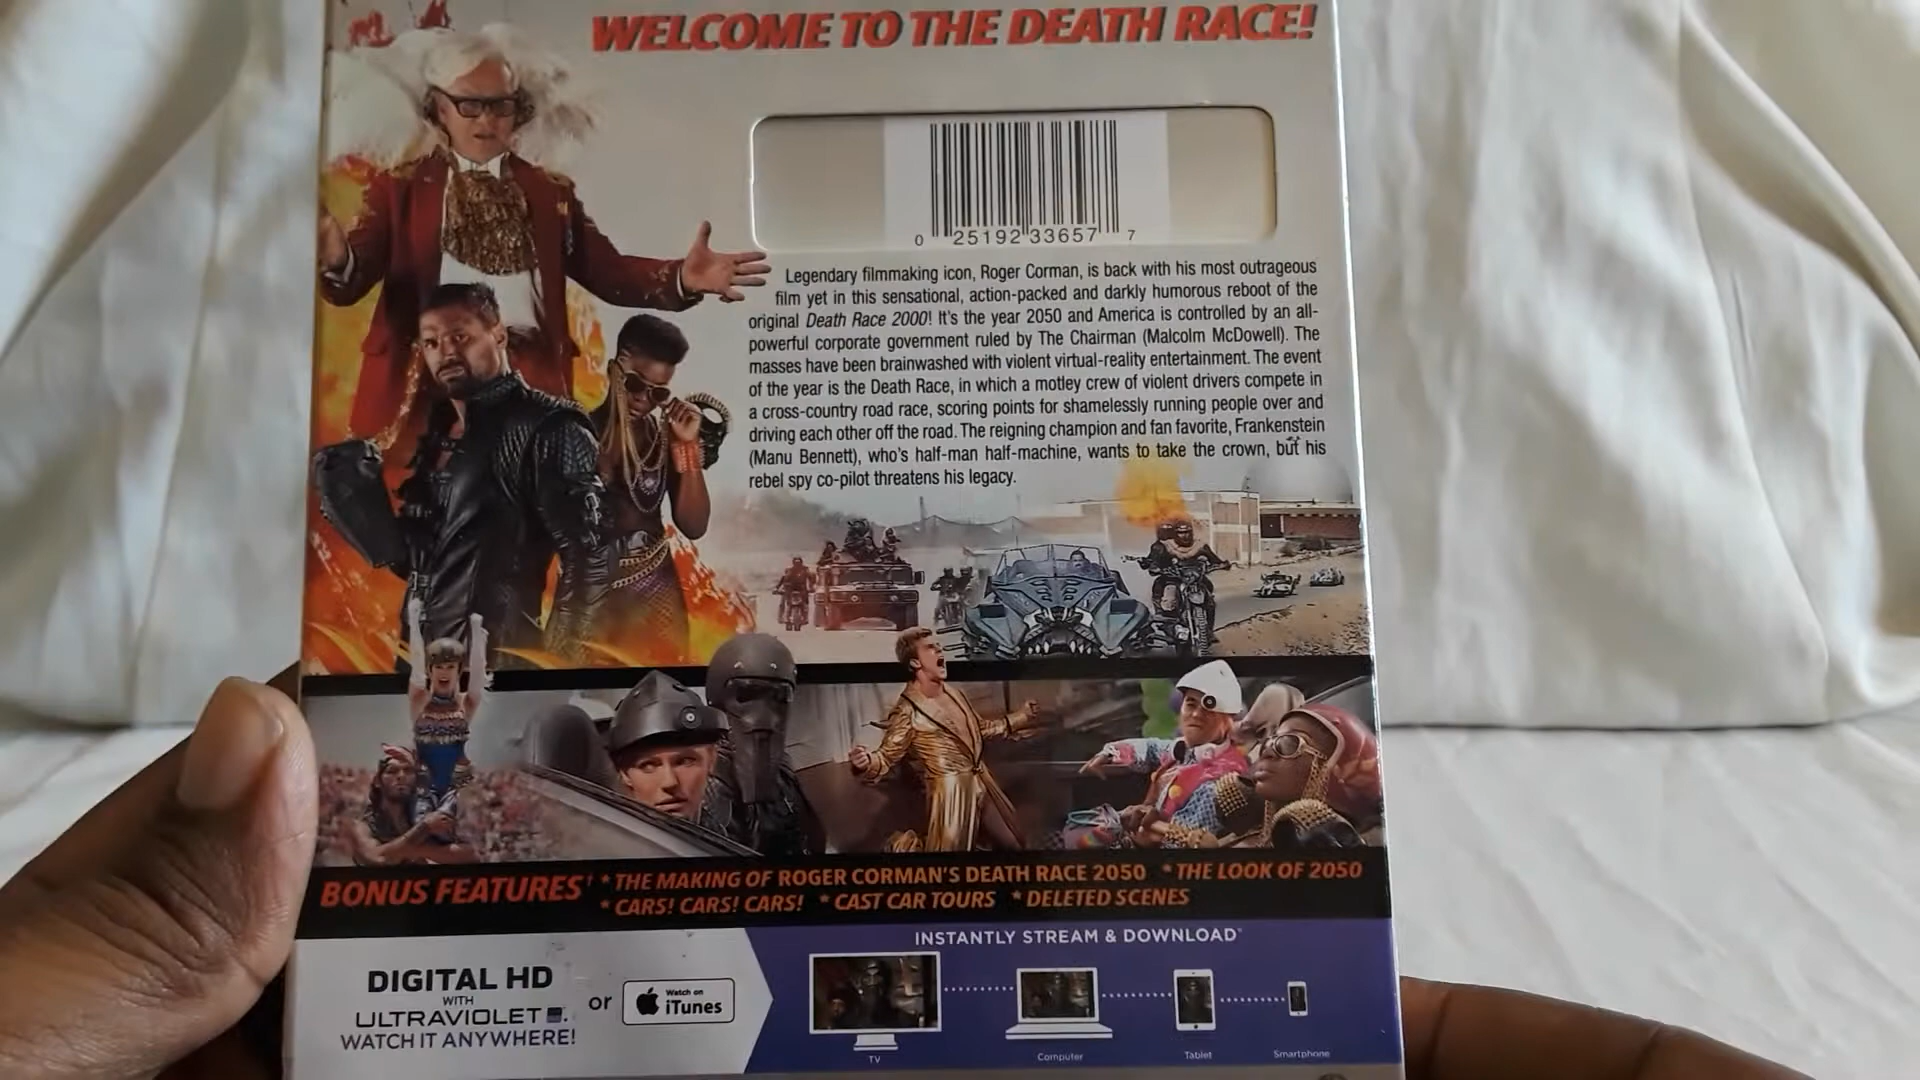 WELCOME TO THE DEATH RACE!
0 25192 33657 7
Legendary filmmaking icon, Roger Corman, is back with his most outrageous
film yet in this sensational, action-packed and darkly humorous reboot of the
original Death Race 2000! It's the year 2050 and America is controlled by an all-
powerful corporate government ruled by The Chairman (Malcolm McDowell). The
masses have been brainwashed with violent virtual-reality entertainment. The event
of the year is the Death Race, in which a motley crew of violent drivers compete in
a cross-country road race, scoring points for shamelessly running people over and
driving each other off the road. The reigning champion and fan favorite, Frankenstein
(Manu Bennett), who's half-man half-machine, wants to take the crown, but his
rebel spy co-pilot threatens his legacy.
BONUS FEATURES† * THE MAKING OF ROGER CORMAN'S DEATH RACE 2050 * THE LOOK OF 2050
* CARS! CARS! CARS! * CAST CAR TOURS * DELETED SCENES
INSTANTLY STREAM & DOWNLOAD*
DIGITAL HD
WITH
ULTRAVIOLET
WATCH IT ANYWHERE!
or
Watch on
iTunes
TV
Computer
Tablet
Smartphone